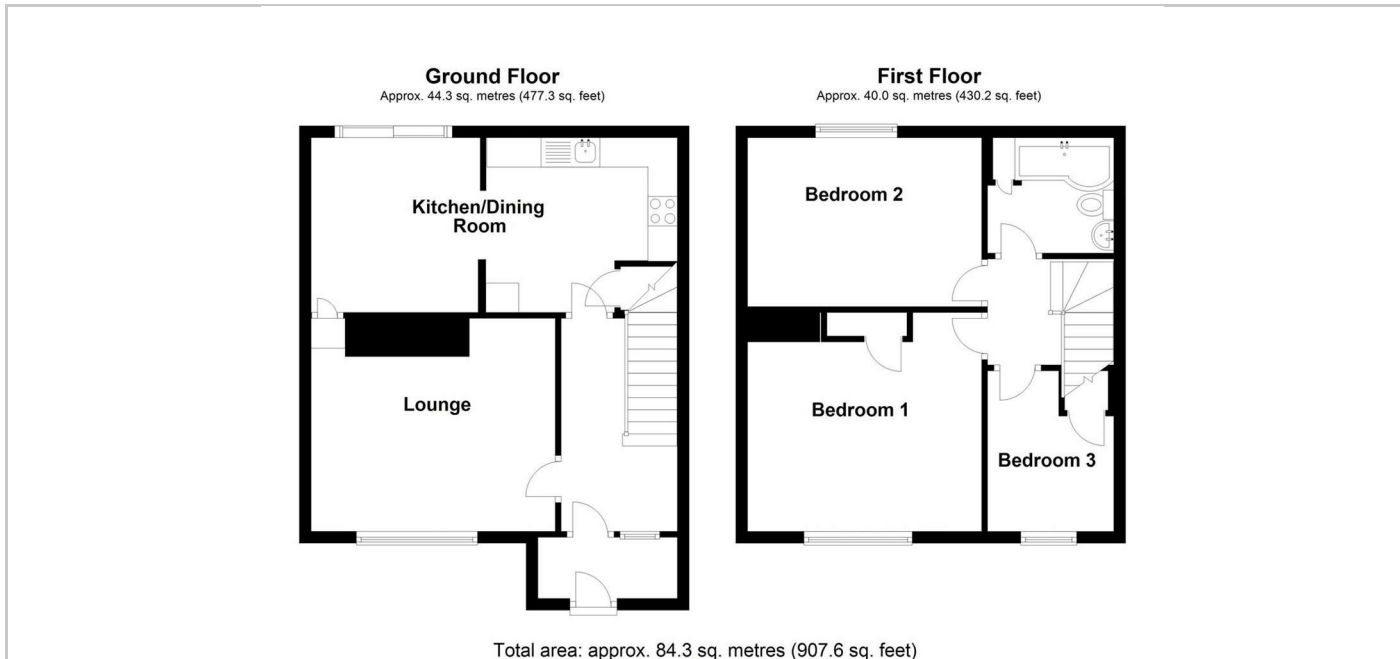 Ground Floor
Approx. 44.3 sq. metres (477.3 sq. feet)
Kitchen/Dining
Room
Lounge
First Floor
Approx. 40.0 sq. metres (430.2 sq. feet)
Bedroom 2
Bedroom 1
Bedroom 3
Total area: approx. 84.3 sq. metres (907.6 sq. feet)